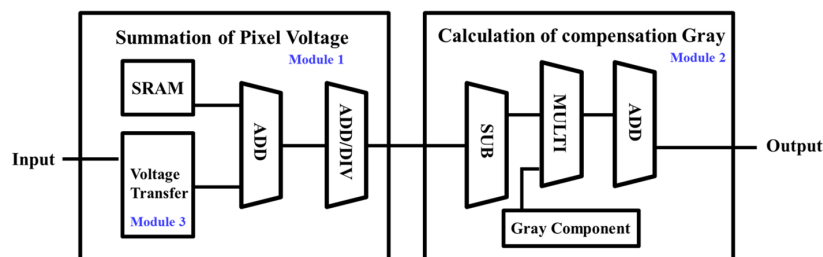 Summation of Pixel Voltage
Module 1
SRAM
Voltage
Transfer
Module 3
ADD
ADD/DIV
Input
Calculation of compensation Gray
Module 2
SUB
MULTI
ADD
Gray Component
Output